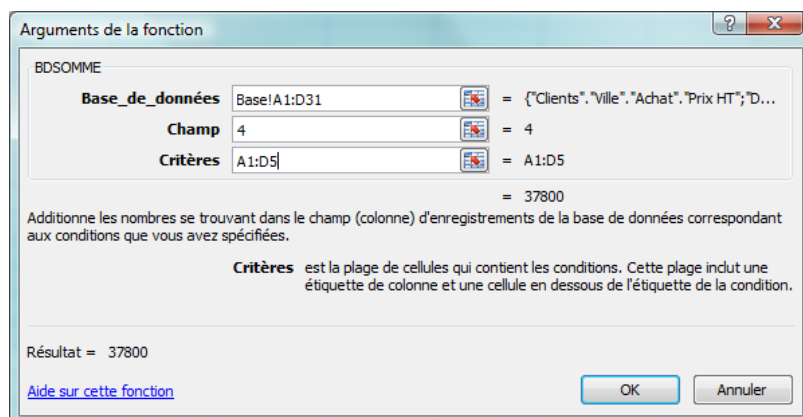 Arguments de la fonction
BDSOMME
Base_de_données Base!A1:D31 = {"Clients"."Ville"."Achat"."Prix HT";"D...
Champ 4 = 4
Critères A1:D5 = A1:D5
= 37800
Additionne les nombres se trouvant dans le champ (colonne) d'enregistrements de la base de données correspondant
aux conditions que vous avez spécifiées.
Critères est la plage de cellules qui contient les conditions. Cette plage inclut une
étiquette de colonne et une cellule en dessous de l'étiquette de la condition.
Résultat = 37800
Aide sur cette fonction OK Annuler